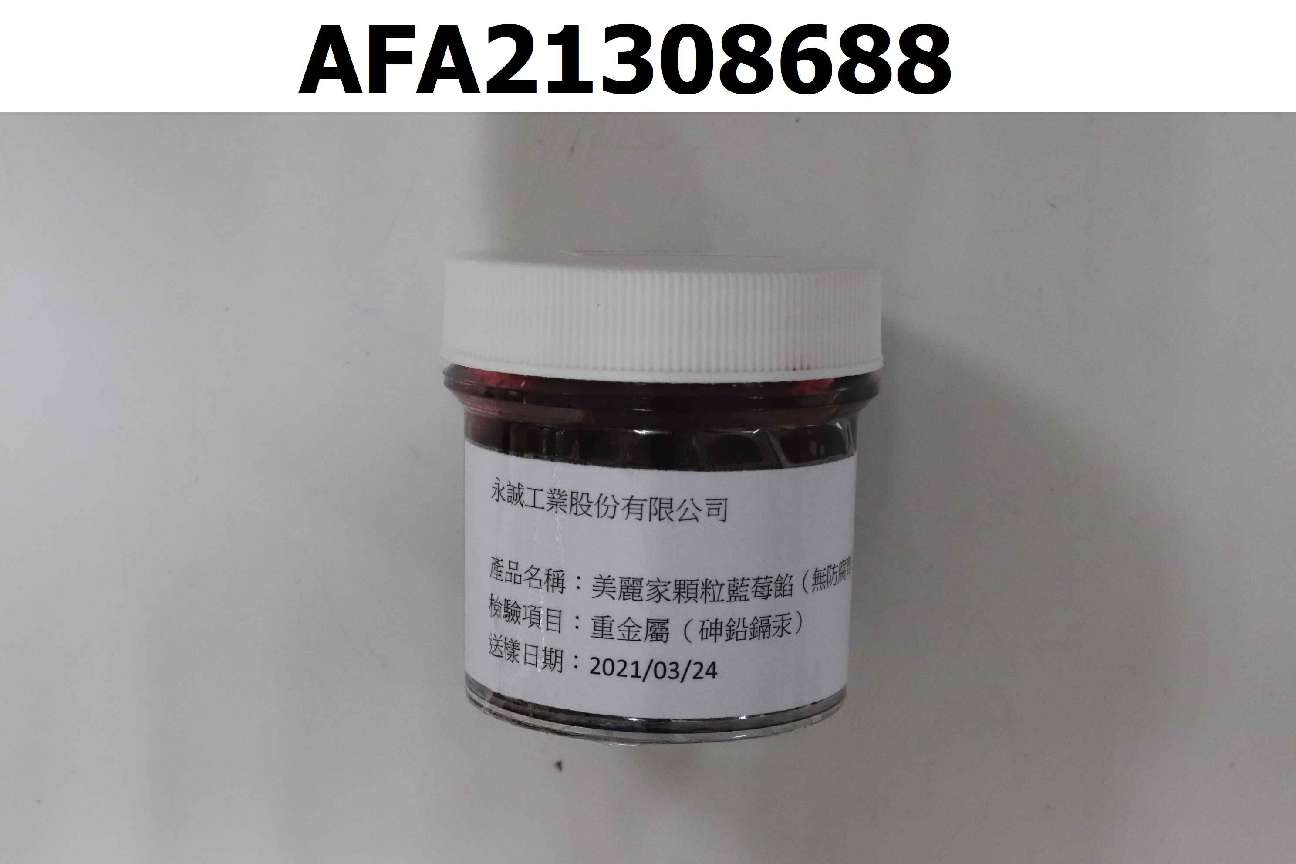 AFA21308688
永誠工業股份有限公司
產品名稱：美麗家顆粒藍莓餡（無防腐
檢驗項目：重金屬（砷鉛鎘汞）
送樣日期：2021/03/24